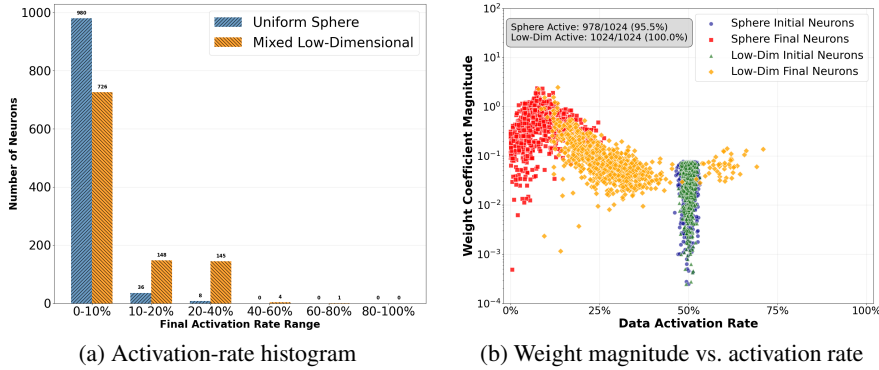 1000
800
600
400
200
0
Number of Neurons
Uniform Sphere
Mixed Low-Dimensional
980
726
36
148
8
145
0
4
0
1
0
0
0-10%
10-20%
20-40%
40-60%
60-80%
80-100%
Final Activation Rate Range
(a) Activation-rate histogram
10²
10¹
10⁰
10⁻¹
10⁻²
10⁻³
10⁻⁴
Weight Coefficient Magnitude
Sphere Active: 978/1024 (95.5%)
Low-Dim Active: 1024/1024 (100.0%)
Sphere Initial Neurons
Sphere Final Neurons
Low-Dim Initial Neurons
Low-Dim Final Neurons
0%
25%
50%
75%
100%
Data Activation Rate
(b) Weight magnitude vs. activation rate